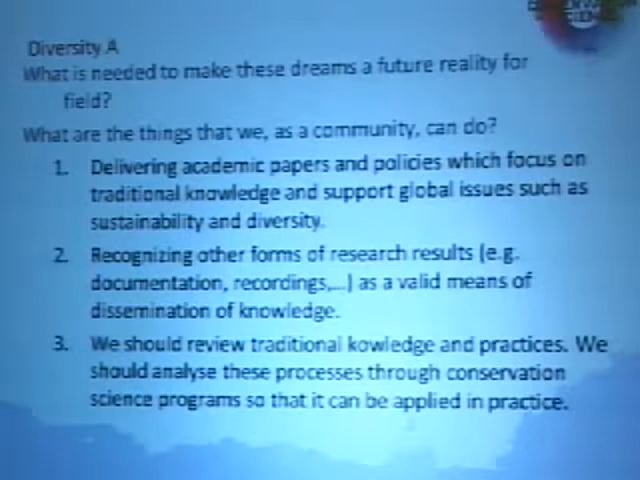 Diversity A
What is needed to make these dreams a future reality for
field?
What are the things that we, as a community, can do?
1. Delivering academic papers and policies which focus on
traditional knowledge and support global issues such as
sustainability and diversity.
2. Recognizing other forms of research results (e.g.
documentation, recordings,...) as a valid means of
dissemination of knowledge.
3. We should review traditional kowledge and practices. We
should analyse these processes through conservation
science programs so that it can be applied in practice.